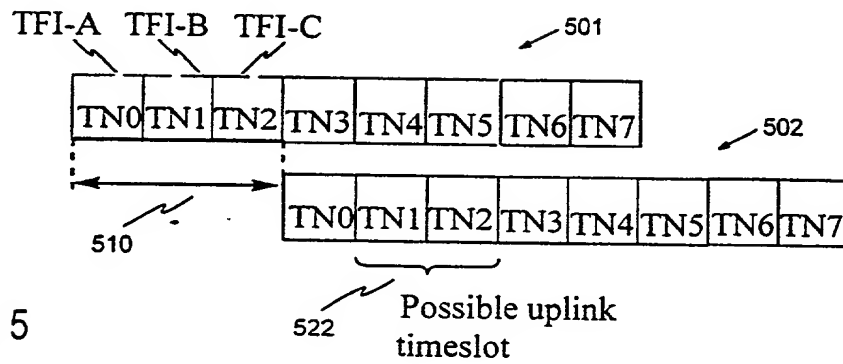 TFI-A TFI-B TFI-C
501
TN0 TN1 TN2 TN3 TN4 TN5 TN6 TN7
502
TN0 TN1 TN2 TN3 TN4 TN5 TN6 TN7
510
522
Possible uplink
timeslot
5